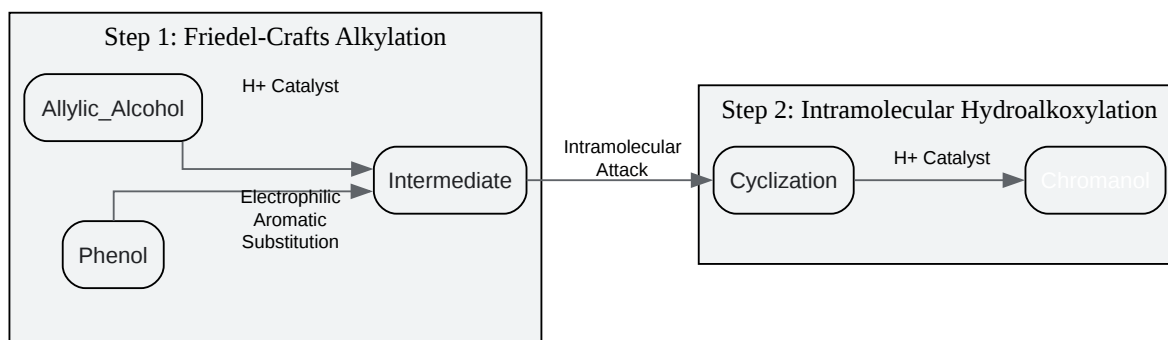 Step 1: Friedel-Crafts Alkylation
H+ Catalyst
Allylic_Alcohol
Intermediate
Electrophilic
Aromatic
Substitution
Phenol
Intramolecular
Attack
Step 2: Intramolecular Hydroalkoxylation
Cyclization
H+ Catalyst
Chromanol